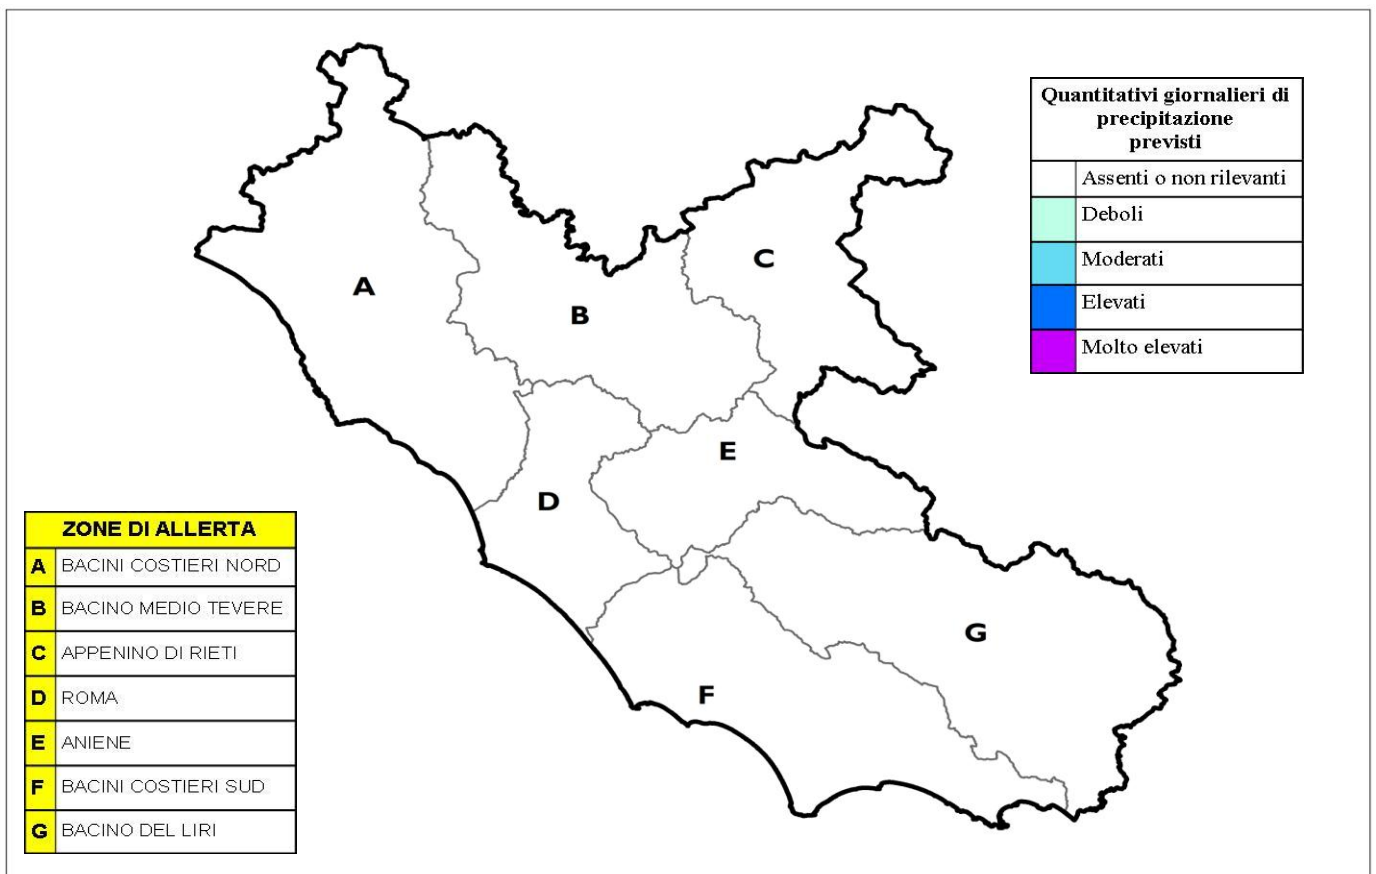 Quantitativi giornalieri di
precipitazione
previsti
Assenti o non rilevanti
Deboli
Moderati
Elevati
Molto elevati
A
B
C
D
E
F
G
ZONE DI ALLERTA
A BACINI COSTIERI NORD
B BACINO MEDIO TEVERE
C APPENINO DI RIETI
D ROMA
E ANIENE
F BACINI COSTIERI SUD
G BACINO DEL LIRI